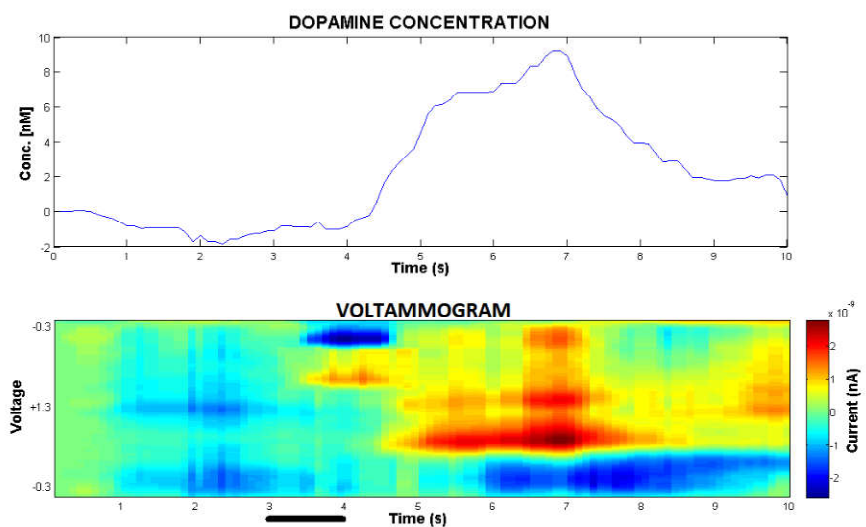 DOPAMINE CONCENTRATION
10
8
6
4
2
0
-2
Conc. [nM]
0 1 2 3 4 5 6 7 8 9 10
Time (s)
VOLTAMMOGRAM
-0.3
+1.3
-0.3
Voltage
1 2 3 4 5 6 7 8 9 10
Time (s)
x 10⁻⁹
2
1
0
-1
-2
Current (nA)